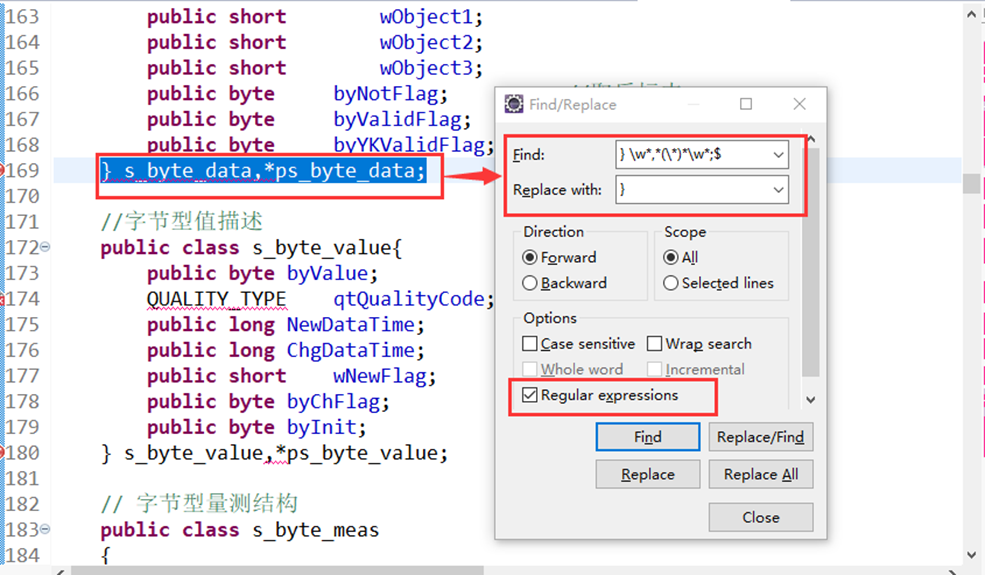 163 public short wObject1;
164 public short wObject2;
165 public short wObject3;
166 public byte byNotFlag;
167 public byte byValidFlag;
168 public byte byYKValidFlag;
169 } s_byte_data,*ps_byte_data;
170
171 //字节型值描述
172 public class s_byte_value{
173 public byte byValue;
174 QUALITY_TYPE qtQualityCode;
175 public long NewDataTime;
176 public long ChgDataTime;
177 public short wNewFlag;
178 public byte byChFlag;
179 public byte byInit;
180 } s_byte_value,*ps_byte_value;
181
182 // 字节型量测结构
183 public class s_byte_meas
184 {
Find/Replace
Find: } \w*,*(\*)*\w*;$
Replace with: }
Direction
Forward
Backward
Scope
All
Selected lines
Options
Case sensitive
Wrap search
Whole word
Incremental
Regular expressions
Find
Replace/Find
Replace
Replace All
Close